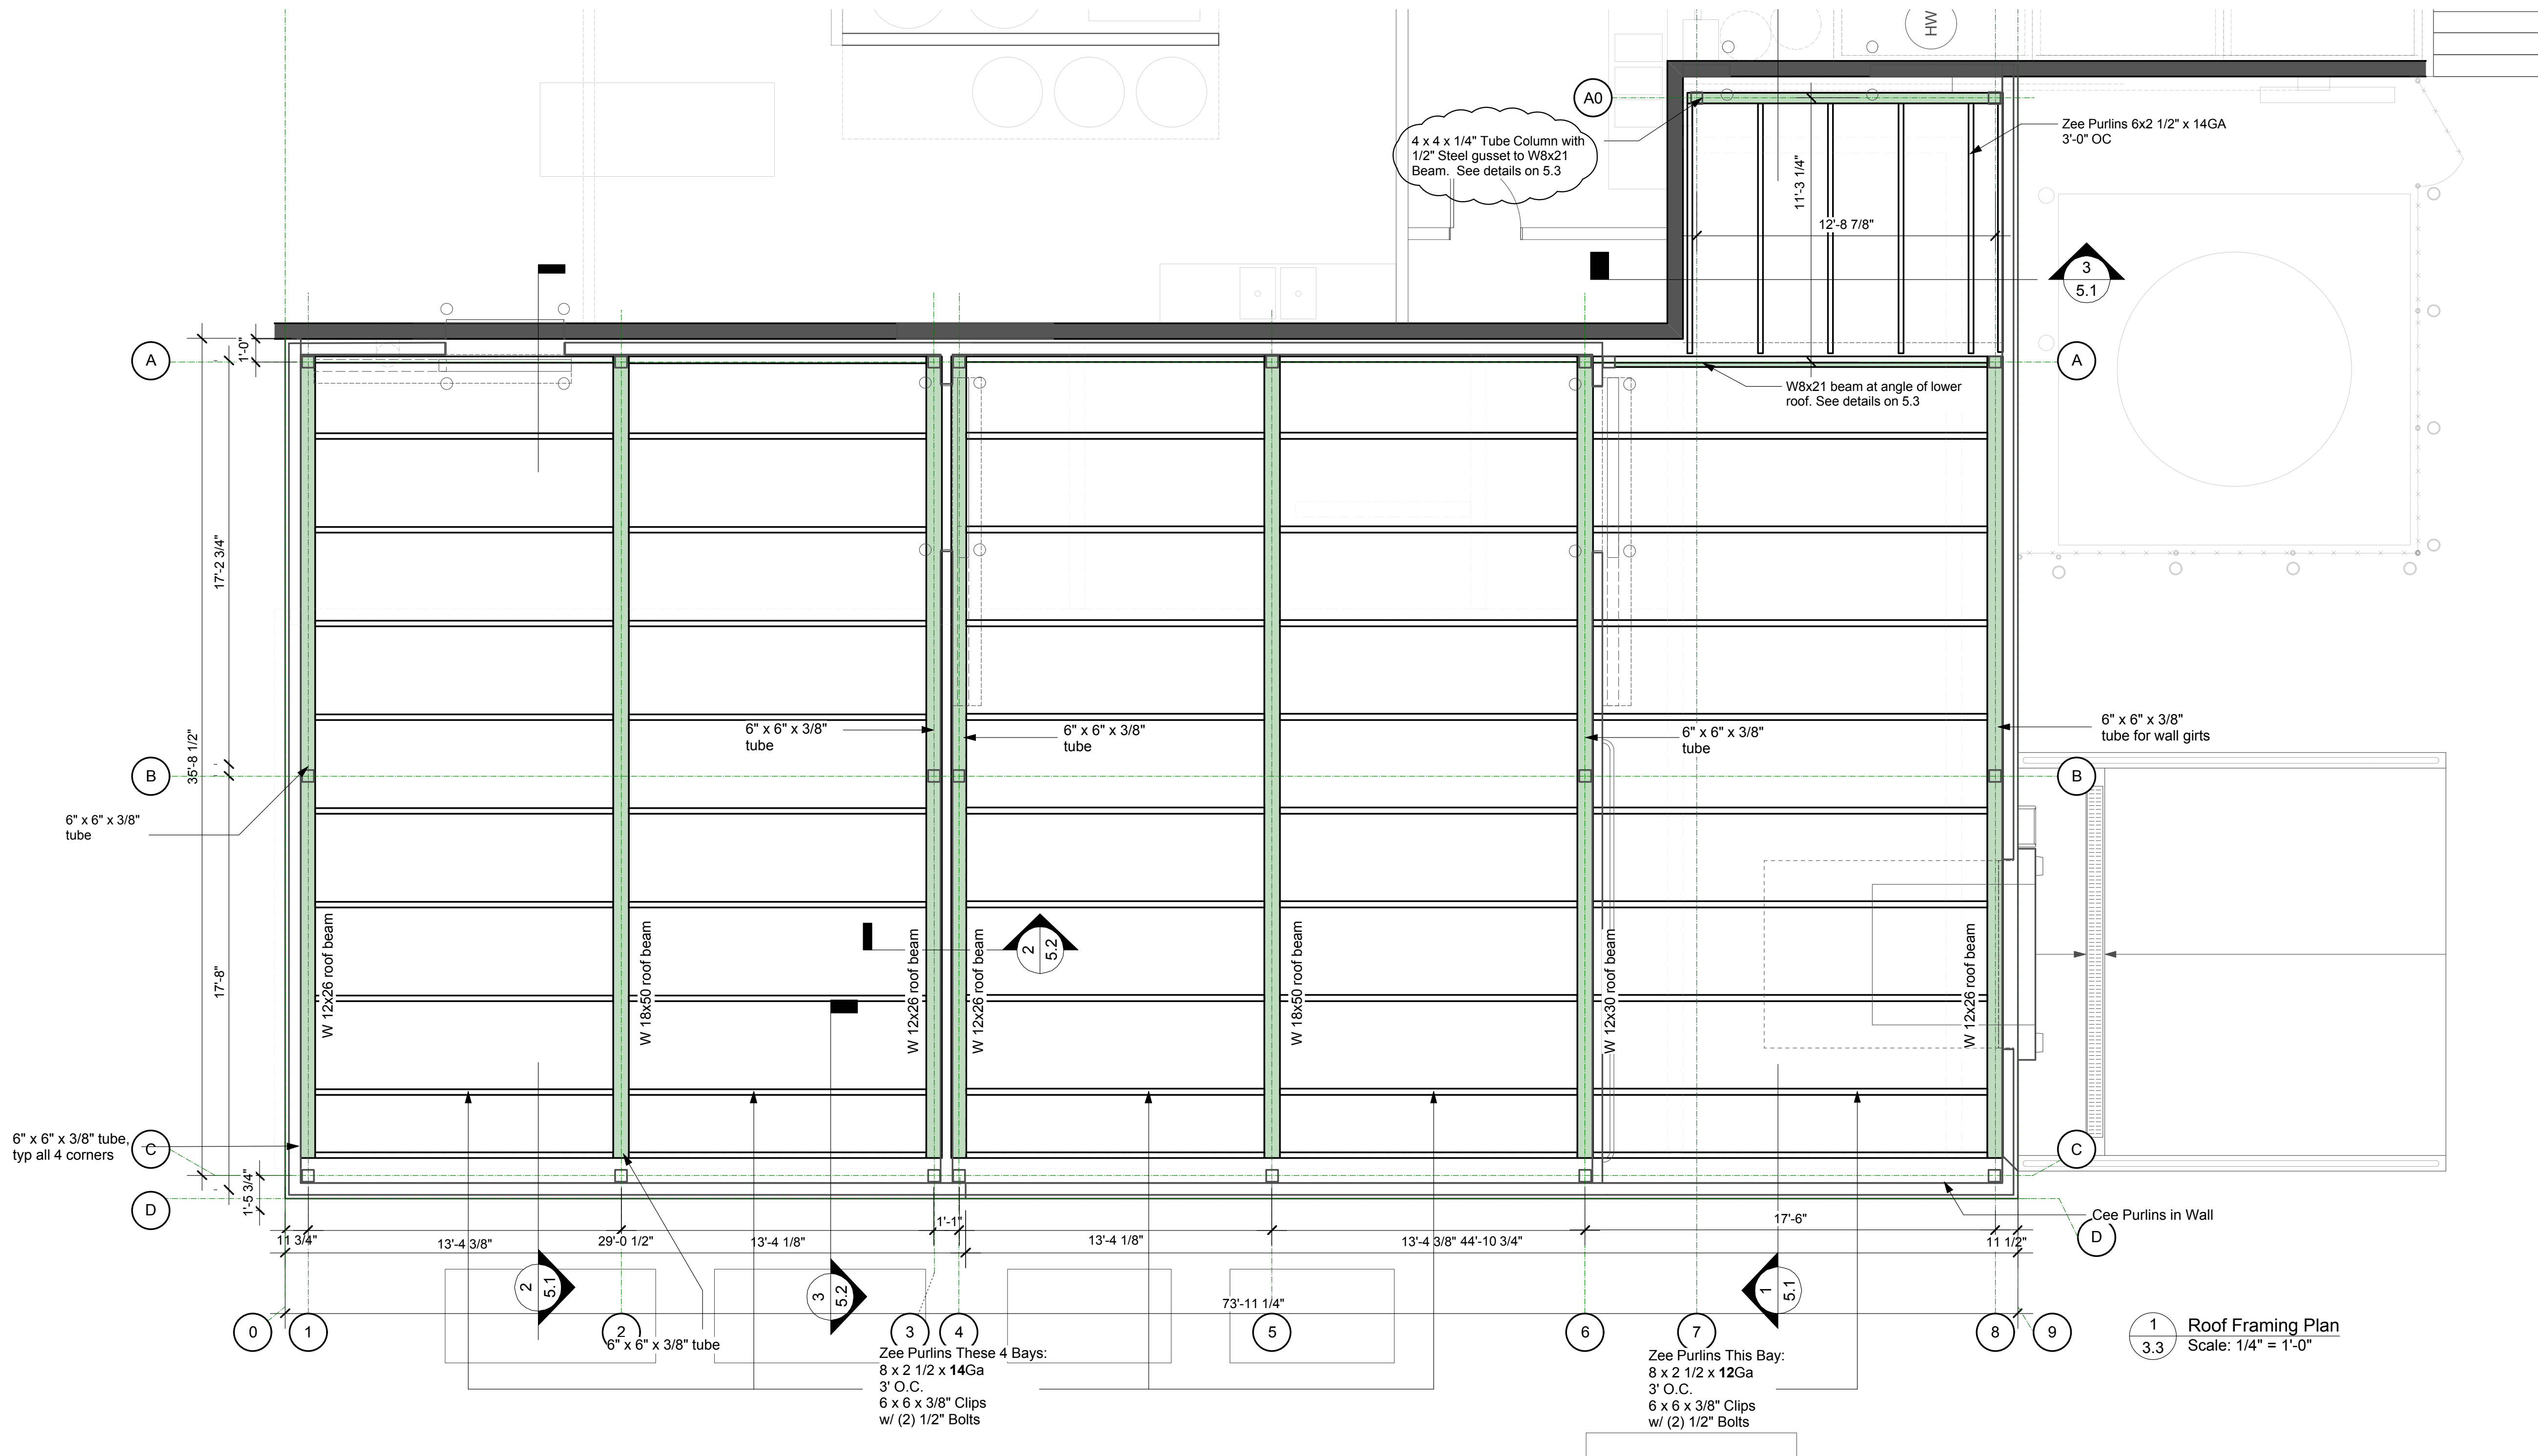 HW
A0
4 x 4 x 1/4" Tube Column with
1/2" Steel gusset to W8x21
Beam. See details on 5.3
Zee Purlins 6x2 1/2" x 14GA
3'-0" OC
11'-3 1/4"
12'-8 7/8"
3
5.1
A
1'-0"
A
W8x21 beam at angle of lower
roof. See details on 5.3
17'-2 3/4"
35'-8 1/2"
6" x 6" x 3/8"
tube
6" x 6" x 3/8"
tube
6" x 6" x 3/8"
tube
6" x 6" x 3/8"
tube for wall girts
B
B
6" x 6" x 3/8"
tube
17'-8"
W 12x26 roof beam
W 18x50 roof beam
W 12x26 roof beam
W 12x26 roof beam
2
5.2
W 18x50 roof beam
W 12x30 roof beam
W 12x26 roof beam
6" x 6" x 3/8" tube,
typ all 4 corners
C
C
1'-5 3/4"
D
Cee Purlins in Wall
D
1'-1"
17'-6"
11 3/4"
13'-4 3/8"
29'-0 1/2"
13'-4 1/8"
13'-4 1/8"
13'-4 3/8"
44'-10 3/4"
11 1/2"
2
5.1
3
5.2
1
5.1
73'-11 1/4"
0
1
2
3
4
5
6
7
8
9
6" x 6" x 3/8" tube
Zee Purlins These 4 Bays:
8 x 2 1/2 x 14Ga
3' O.C.
6 x 6 x 3/8" Clips
w/ (2) 1/2" Bolts
Zee Purlins This Bay:
8 x 2 1/2 x 12Ga
3' O.C.
6 x 6 x 3/8" Clips
w/ (2) 1/2" Bolts
1
3.3
Roof Framing Plan
Scale: 1/4" = 1'-0"